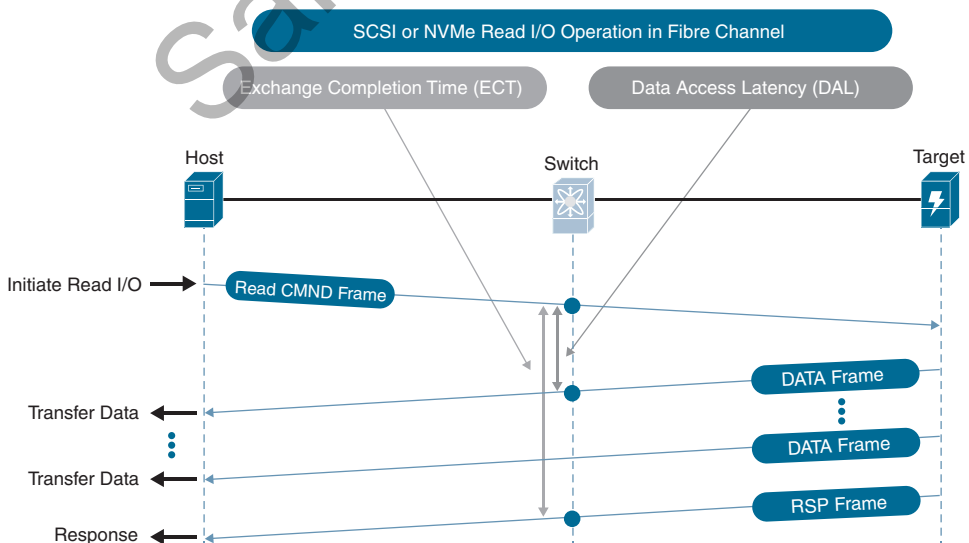 SCSI or NVMe Read I/O Operation in Fibre Channel
Exchange Completion Time (ECT)
Data Access Latency (DAL)
Host
Switch
Target
Initiate Read I/O
Read CMND Frame
DATA Frame
Transfer Data
DATA Frame
Transfer Data
RSP Frame
Response